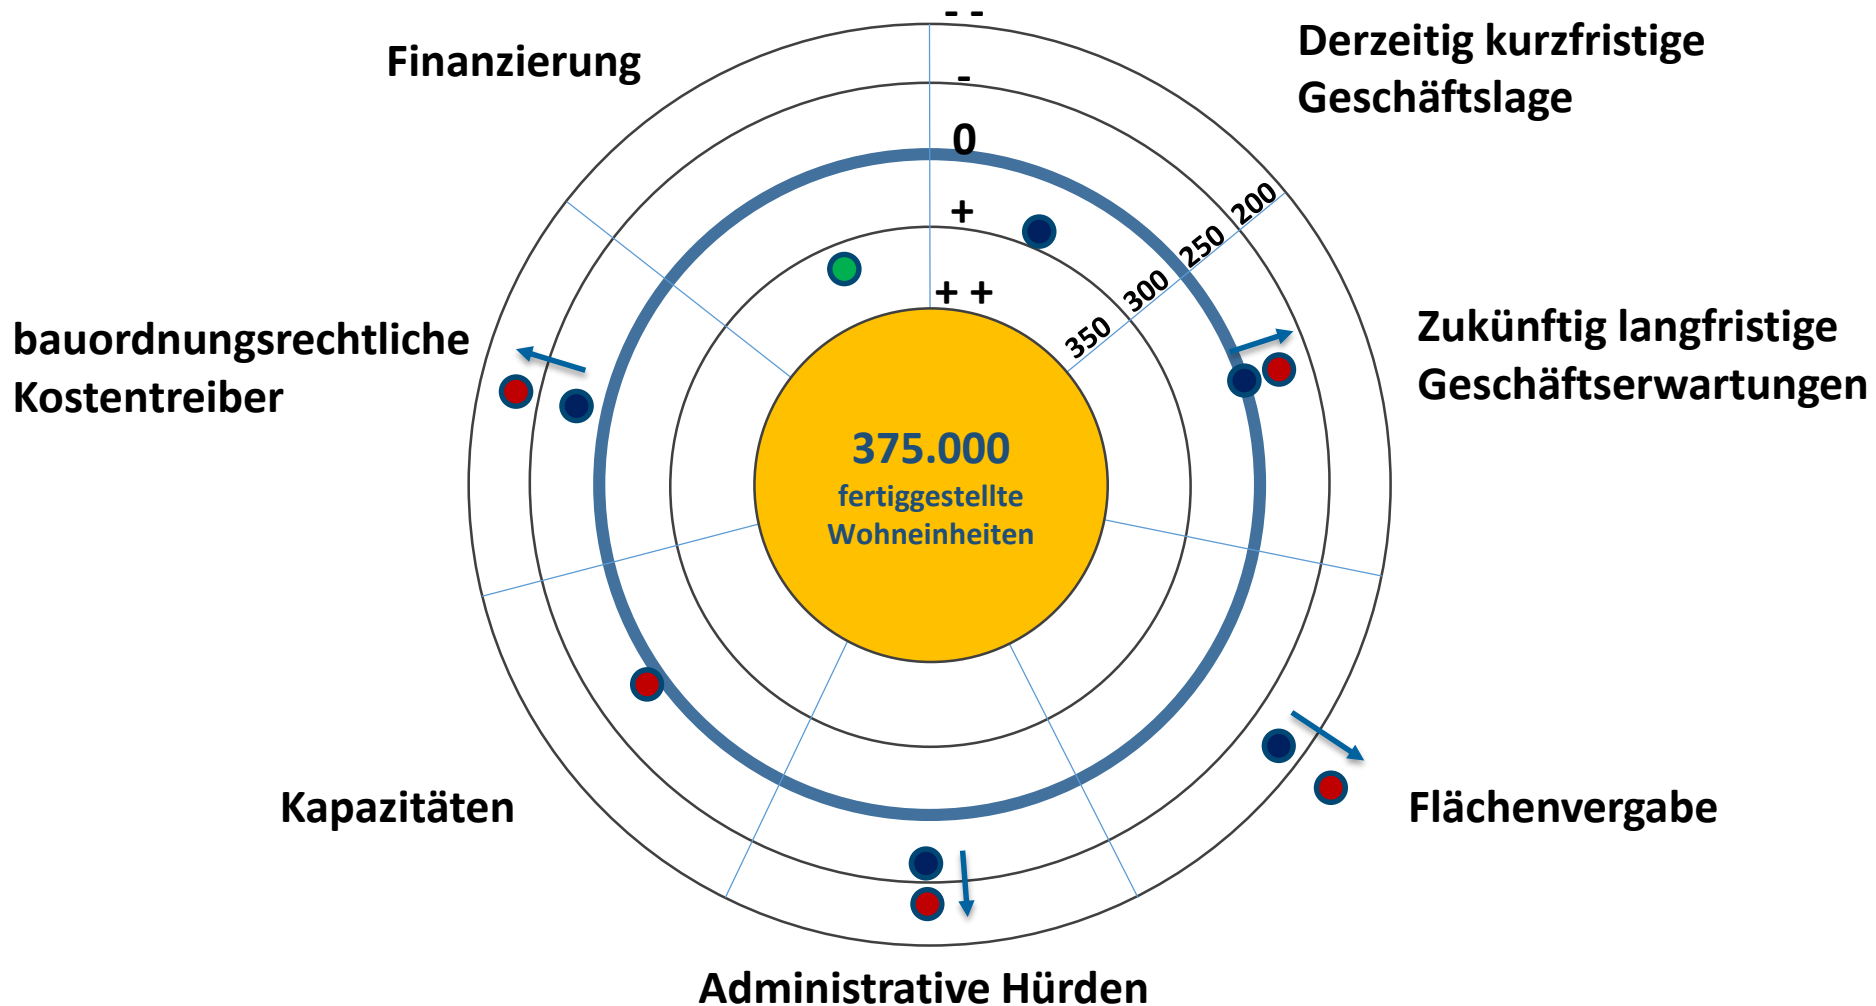 - -
-
0
+
+ +
Finanzierung
Derzeitig kurzfristige
Geschäftslage
200
250
300
350
bauordnungsrechtliche
Kostentreiber
Zukünftig langfristige
Geschäftserwartungen
375.000
fertiggestellte
Wohneinheiten
Kapazitäten
Flächenvergabe
Administrative Hürden